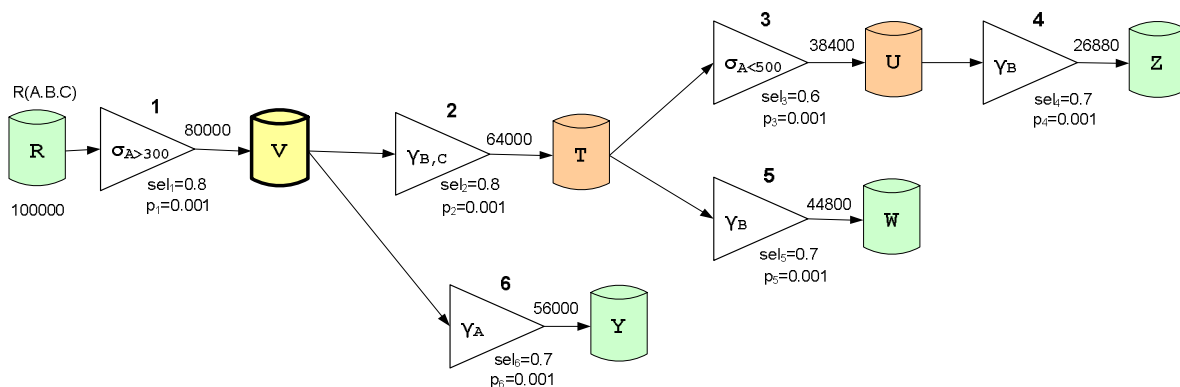 R(A.B.C)
R
100000
1
σA>300
sel1=0.8
p1=0.001
80000
V
2
γB,C
sel2=0.8
p2=0.001
64000
T
3
σA<500
sel3=0.6
p3=0.001
38400
U
4
γB
sel4=0.7
p4=0.001
26880
Z
5
γB
sel5=0.7
p5=0.001
44800
W
6
γA
sel6=0.7
p6=0.001
56000
Y